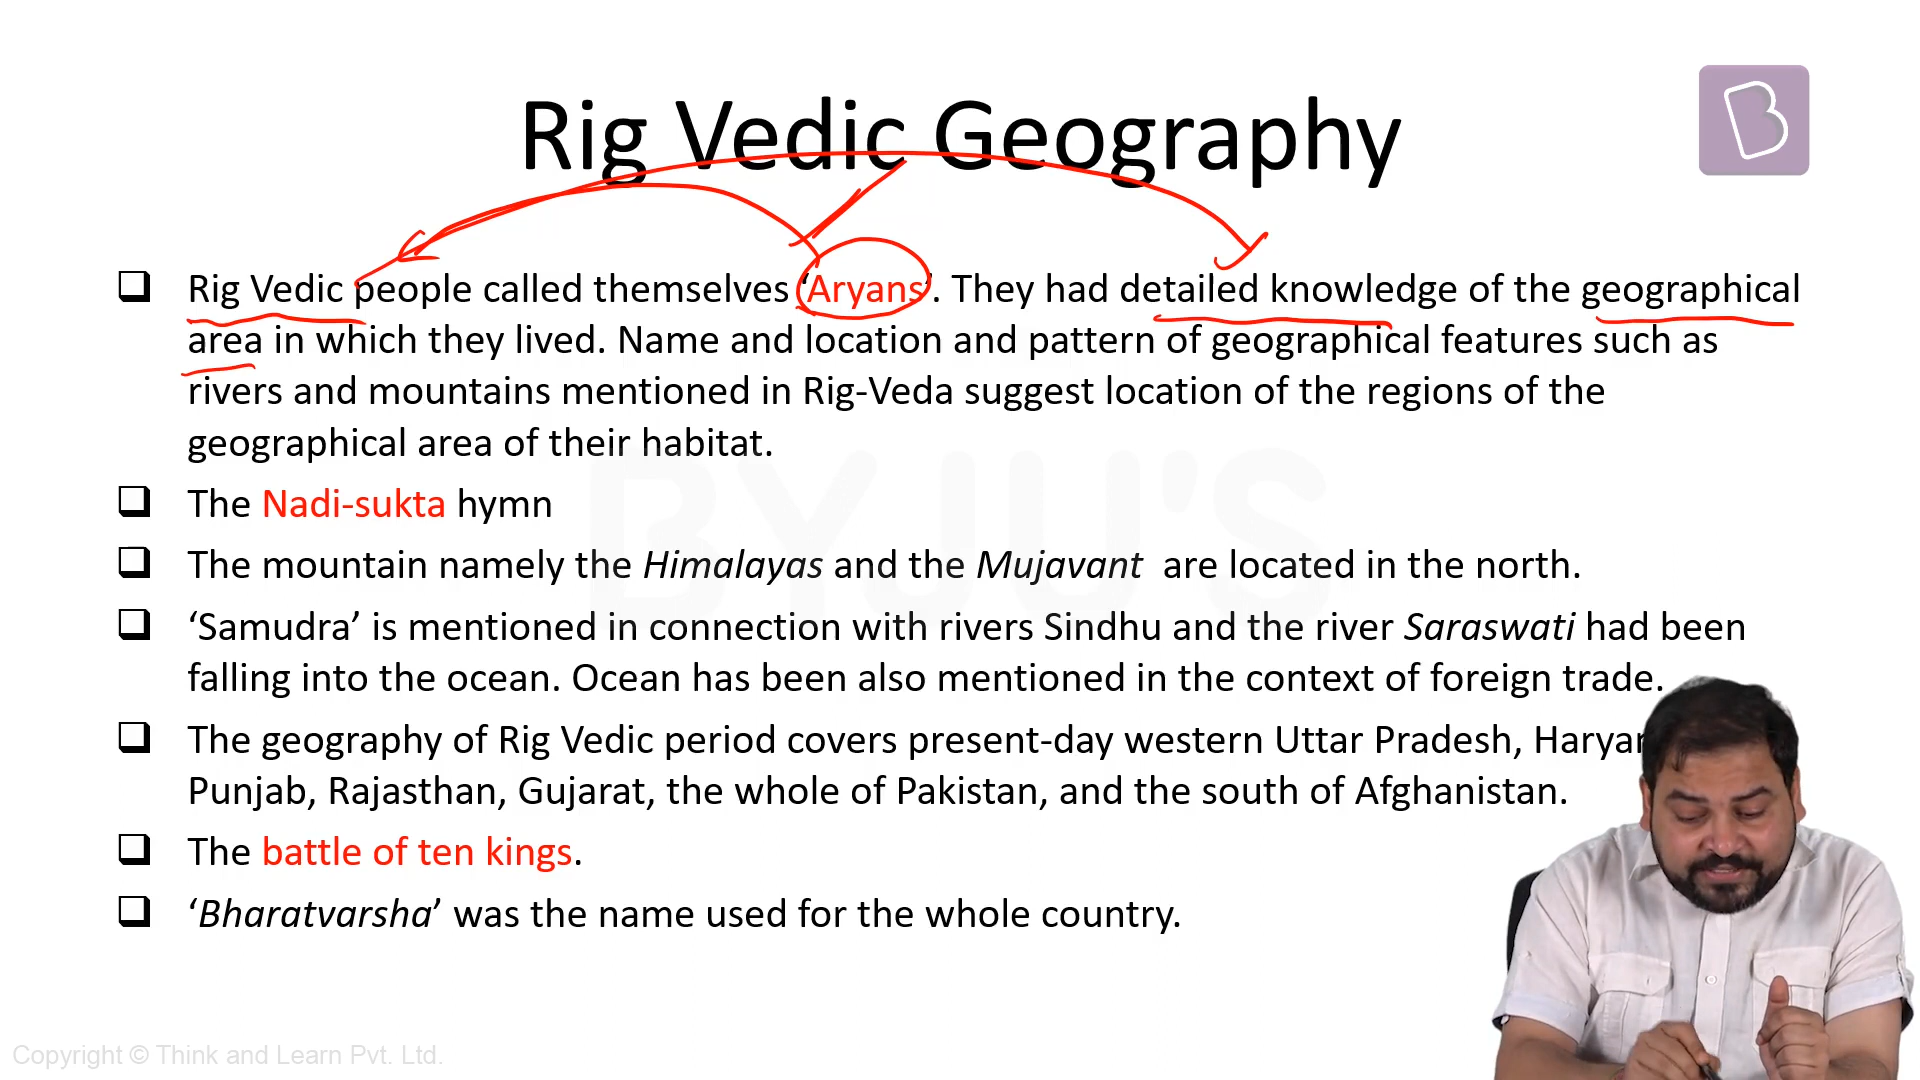 Rig Vedic Geography
B
Rig Vedic people called themselves ‘Aryans’. They had detailed knowledge of the geographical
area in which they lived. Name and location and pattern of geographical features such as
rivers and mountains mentioned in Rig-Veda suggest location of the regions of the
geographical area of their habitat.
The Nadi-sukta hymn
BYJU'S
The mountain namely the Himalayas and the Mujavant are located in the north.
‘Samudra’ is mentioned in connection with rivers Sindhu and the river Saraswati had been
falling into the ocean. Ocean has been also mentioned in the context of foreign trade.
The geography of Rig Vedic period covers present-day western Uttar Pradesh,
Punjab, Rajasthan, Gujarat, the whole of Pakistan, and the south of Afghanistan.
The battle of ten kings.
‘Bharatvarsha’ was the name used for the whole country.
Copyright © Think and Learn Pvt. Ltd.